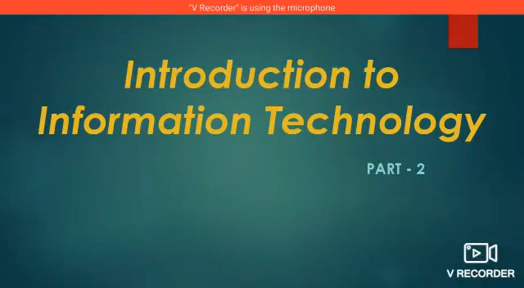 "V Recorder" is using the microphone
Introduction to
Information Technology
PART - 2
V RECORDER